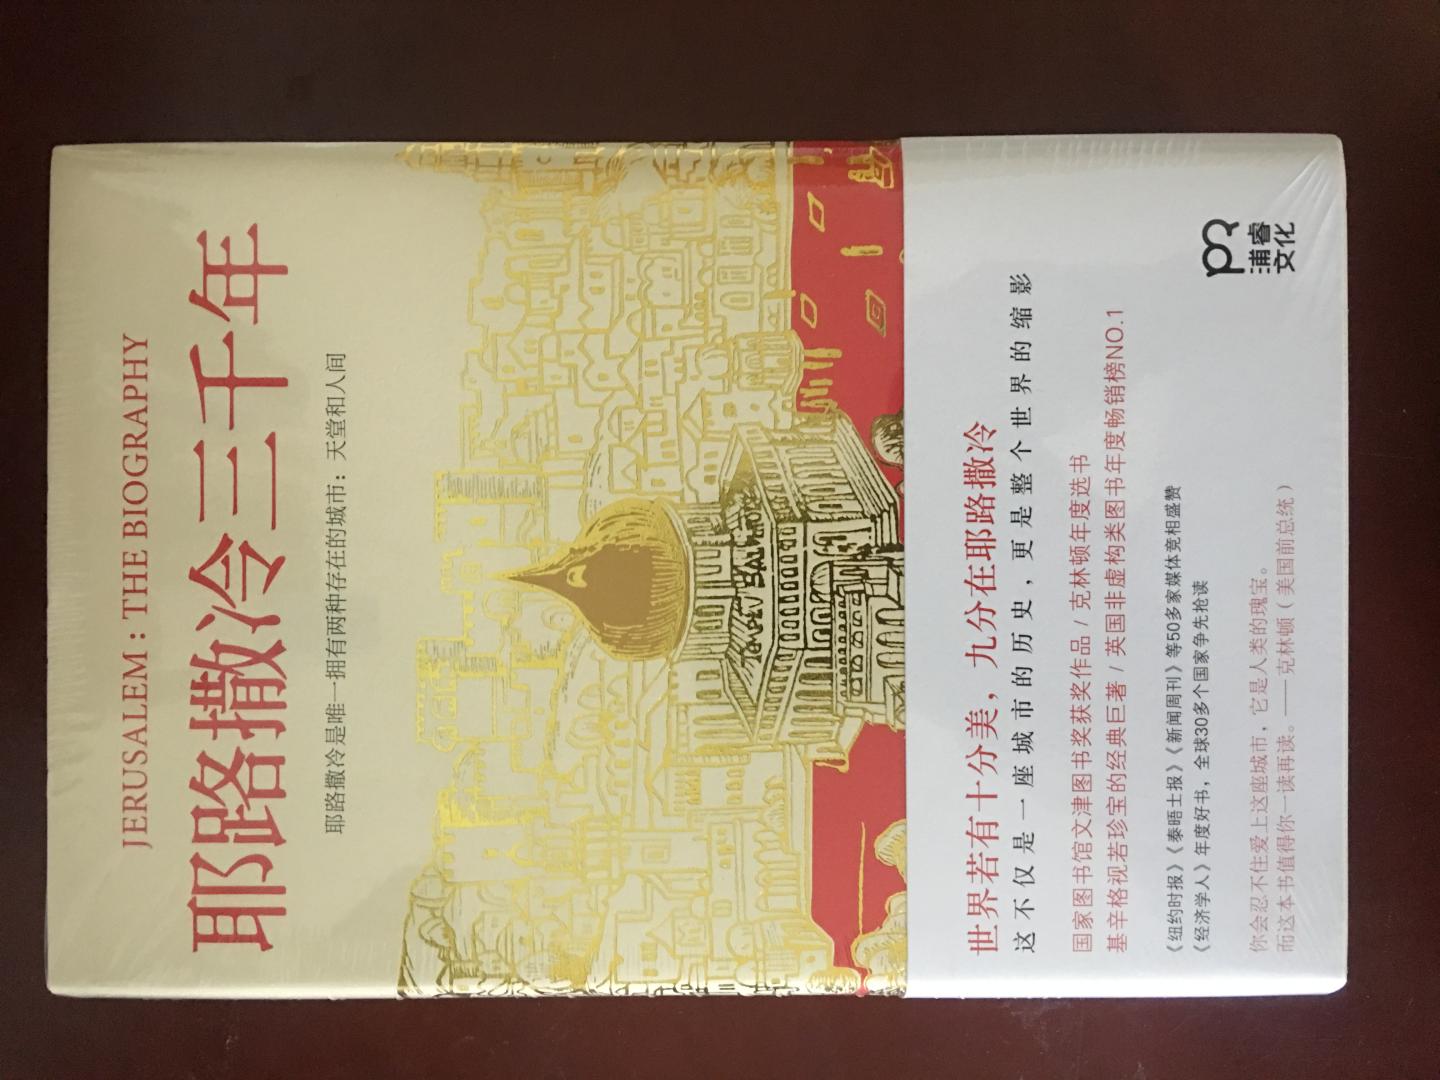 JERUSALEM : THE BIOGRAPHY
耶路撒冷三千年
耶路撒冷是唯一拥有两种存在的城市：天堂和人间
世界若有十分美，九分在耶路撒冷
这不仅是一座城市的历史，更是整个世界的缩影
国家图书馆文津图书奖获奖作品 / 克林顿年度选书
基辛格视若珍宝的经典巨著 / 英国非虚构类图书年度畅销榜NO.1
《纽约时报》《泰晤士报》《新闻周刊》等50多家媒体竞相盛赞
《经济学人》年度好书，全球30多个国家争先抢读
你会忍不住爱上这座城市，它是人类的瑰宝。
而这本书值得你一读再读。——克林顿（美国前总统）
浦睿
文化